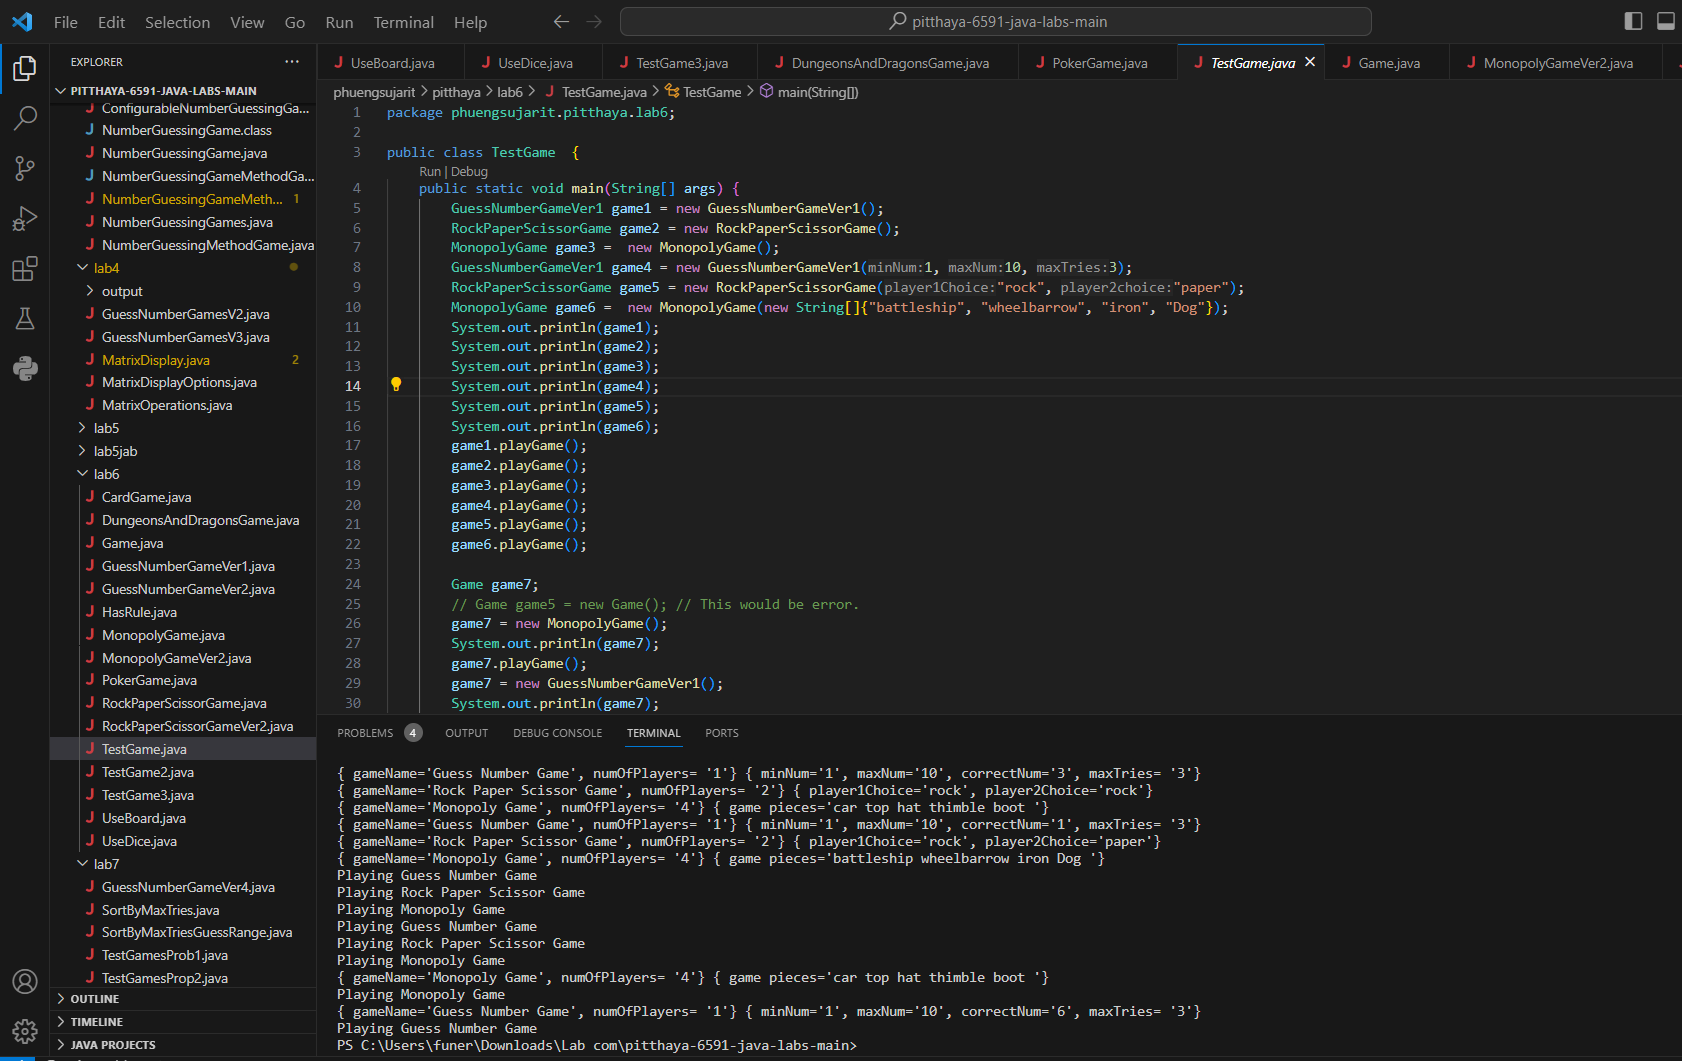 File Edit Selection View Go Run Terminal Help
pitthaya-6591-java-labs-main
EXPLORER
PITTHAYA-6591-JAVA-LABS-MAIN
ConfigurableNumberGuessingGa...
NumberGuessingGame.class
NumberGuessingGame.java
NumberGuessingGameMethodGa...
NumberGuessingGameMeth... 1
NumberGuessingGames.java
NumberGuessingMethodGame.java
lab4
output
GuessNumberGamesV2.java
GuessNumberGamesV3.java
MatrixDisplay.java 2
MatrixDisplayOptions.java
MatrixOperations.java
lab5
lab5jab
lab6
CardGame.java
DungeonsAndDragonsGame.java
Game.java
GuessNumberGameVer1.java
GuessNumberGameVer2.java
HasRule.java
MonopolyGame.java
MonopolyGameVer2.java
PokerGame.java
RockPaperScissorGame.java
RockPaperScissorGameVer2.java
TestGame.java
TestGame2.java
TestGame3.java
UseBoard.java
UseDice.java
lab7
GuessNumberGameVer4.java
SortByMaxTries.java
SortByMaxTriesGuessRange.java
TestGamesProb1.java
TestGamesProp2.java
OUTLINE
TIMELINE
JAVA PROJECTS
UseBoard.java UseDice.java TestGame3.java DungeonsAndDragonsGame.java PokerGame.java TestGame.java Game.java MonopolyGameVer2.java
phuengsujarit > pitthaya > lab6 > TestGame.java > TestGame > main(String[])
1 package phuengsujarit.pitthaya.lab6;
2
3 public class TestGame  {
Run | Debug
4 public static void main(String[] args) {
5 GuessNumberGameVer1 game1 = new GuessNumberGameVer1();
6 RockPaperScissorGame game2 = new RockPaperScissorGame();
7 MonopolyGame game3 =  new MonopolyGame();
8 GuessNumberGameVer1 game4 = new GuessNumberGameVer1(minNum:1, maxNum:10, maxTries:3);
9 RockPaperScissorGame game5 = new RockPaperScissorGame(player1Choice:"rock", player2choice:"paper");
10 MonopolyGame game6 =  new MonopolyGame(new String[]{"battleship", "wheelbarrow", "iron", "Dog"});
11 System.out.println(game1);
12 System.out.println(game2);
13 System.out.println(game3);
14 System.out.println(game4);
15 System.out.println(game5);
16 System.out.println(game6);
17 game1.playGame();
18 game2.playGame();
19 game3.playGame();
20 game4.playGame();
21 game5.playGame();
22 game6.playGame();
23
24 Game game7;
25 // Game game5 = new Game(); // This would be error.
26 game7 = new MonopolyGame();
27 System.out.println(game7);
28 game7.playGame();
29 game7 = new GuessNumberGameVer1();
30 System.out.println(game7);
PROBLEMS 4 OUTPUT DEBUG CONSOLE TERMINAL PORTS
{ gameName='Guess Number Game', numOfPlayers= '1'} { minNum='1', maxNum='10', correctNum='3', maxTries= '3'}
{ gameName='Rock Paper Scissor Game', numOfPlayers= '2'} { player1Choice='rock', player2Choice='rock'}
{ gameName='Monopoly Game', numOfPlayers= '4'} { game pieces='car top hat thimble boot '}
{ gameName='Guess Number Game', numOfPlayers= '1'} { minNum='1', maxNum='10', correctNum='1', maxTries= '3'}
{ gameName='Rock Paper Scissor Game', numOfPlayers= '2'} { player1Choice='rock', player2Choice='paper'}
{ gameName='Monopoly Game', numOfPlayers= '4'} { game pieces='battleship wheelbarrow iron Dog '}
Playing Guess Number Game
Playing Rock Paper Scissor Game
Playing Monopoly Game
Playing Guess Number Game
Playing Rock Paper Scissor Game
Playing Monopoly Game
{ gameName='Monopoly Game', numOfPlayers= '4'} { game pieces='car top hat thimble boot '}
Playing Monopoly Game
{ gameName='Guess Number Game', numOfPlayers= '1'} { minNum='1', maxNum='10', correctNum='6', maxTries= '3'}
Playing Guess Number Game
PS C:\Users\funer\Downloads\Lab com\pitthaya-6591-java-labs-main>